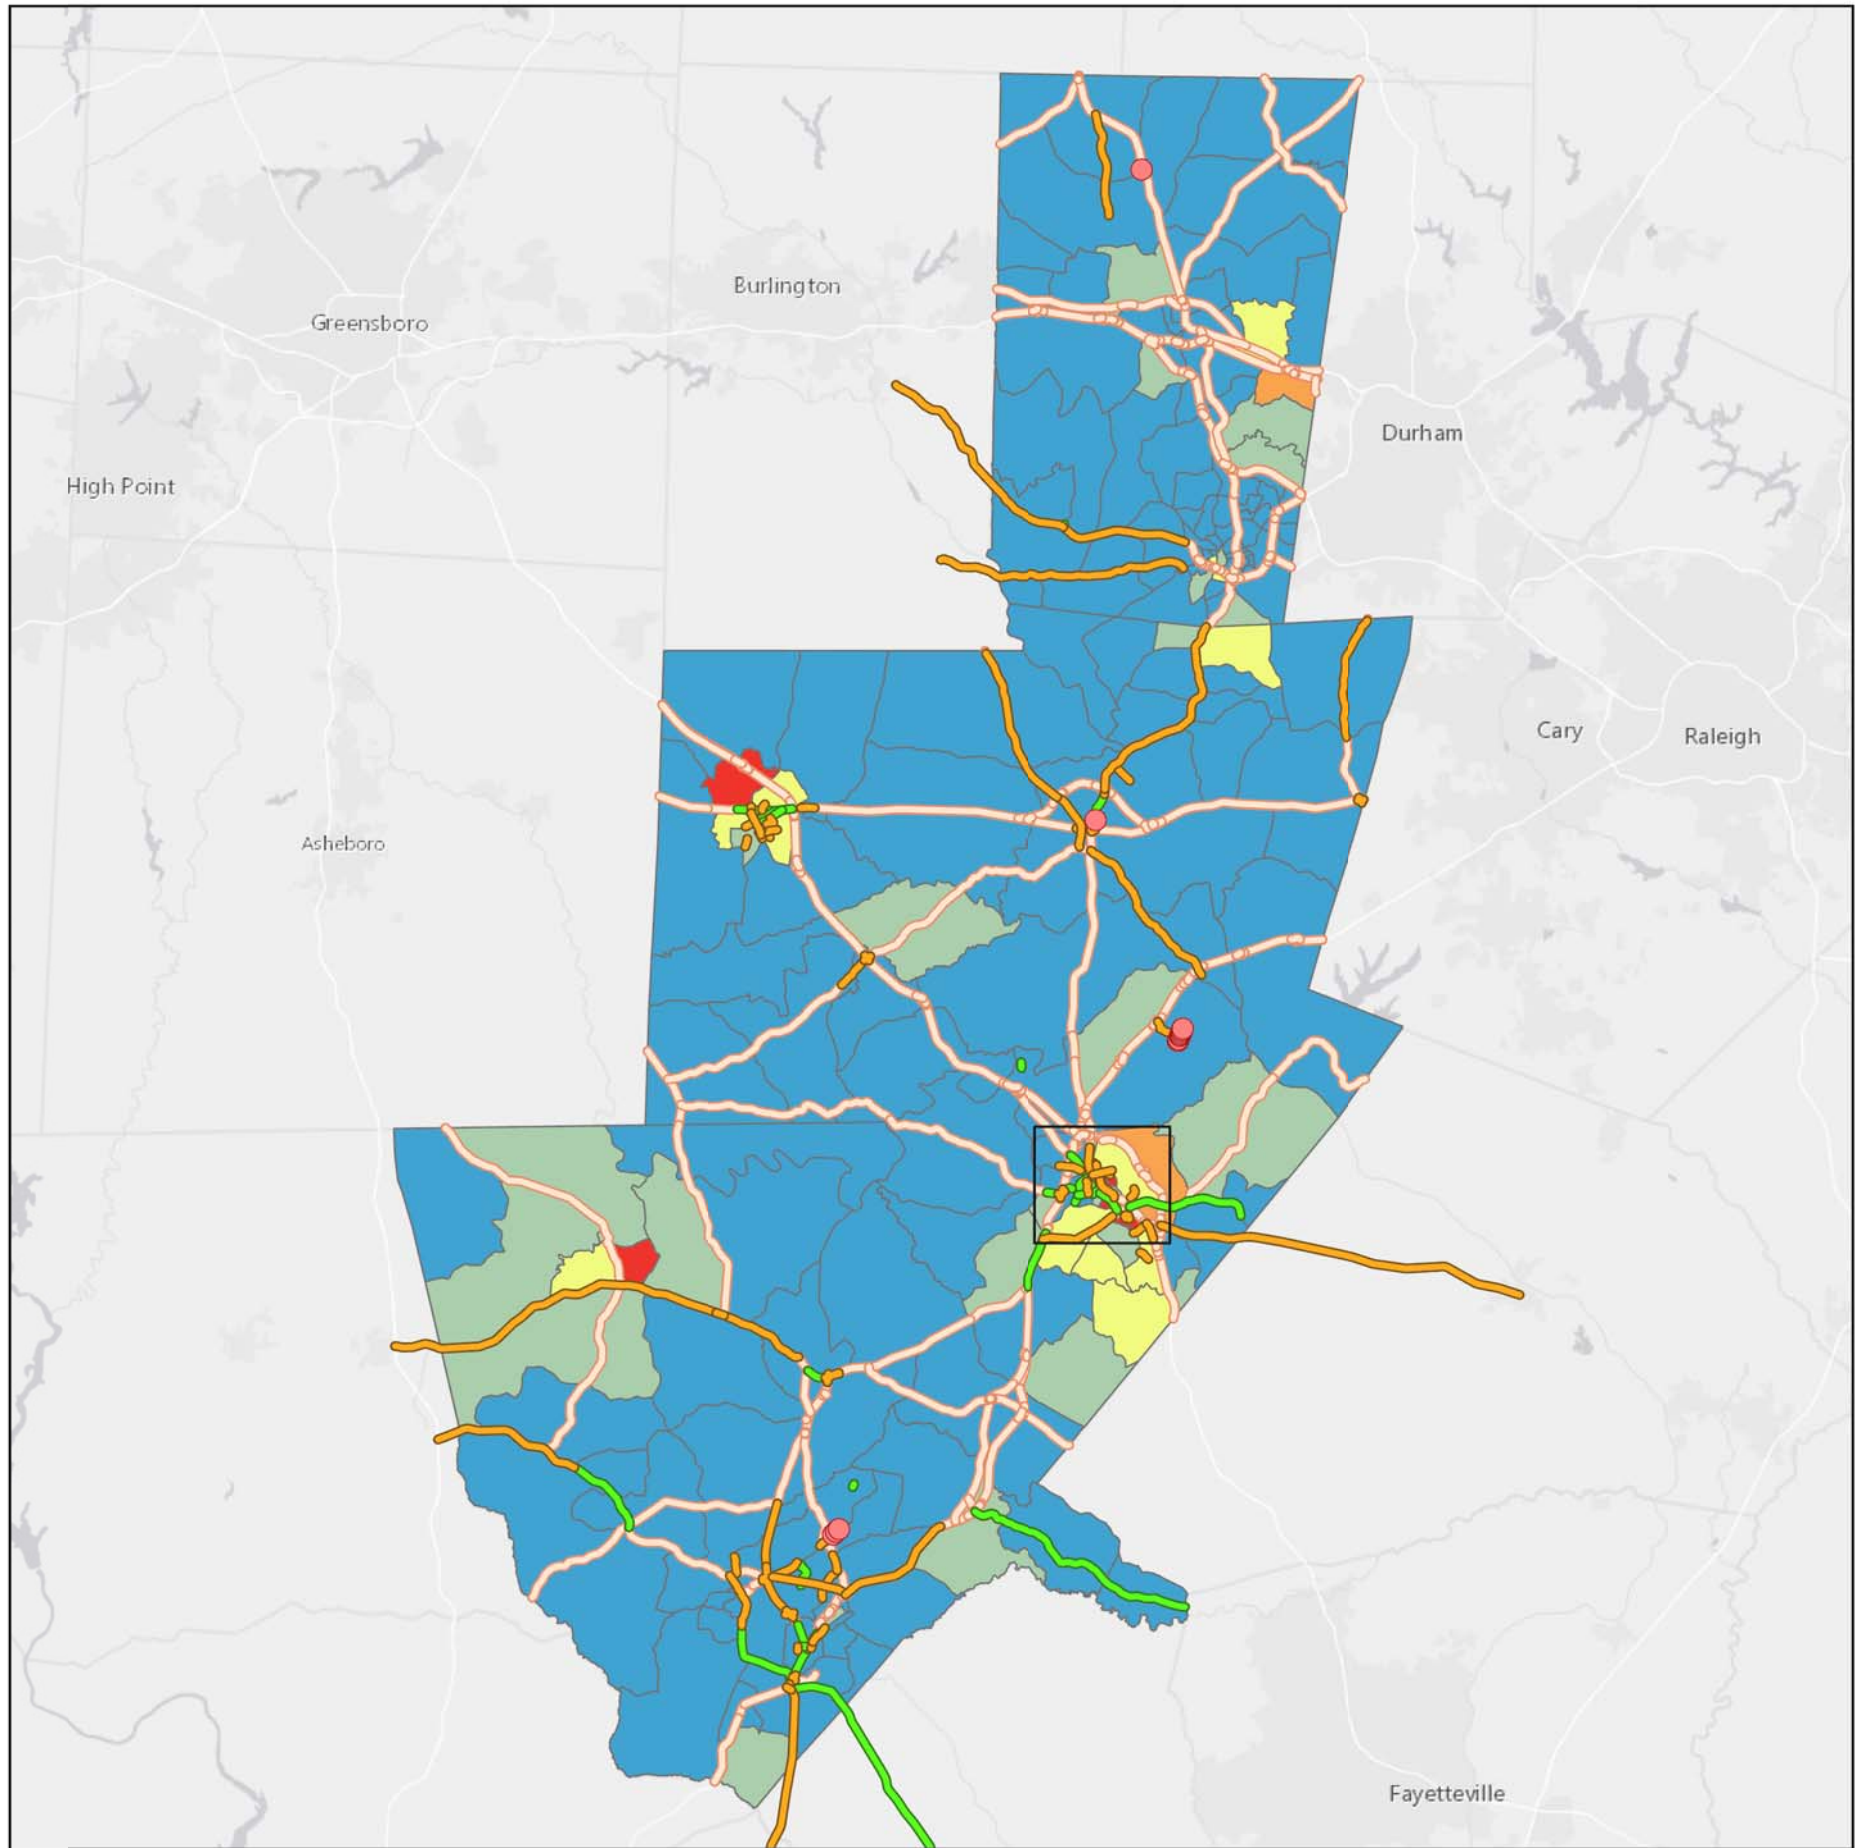 Burlington
Greensboro
Durham
High Point
Cary
Raleigh
Asheboro
Fayetteville